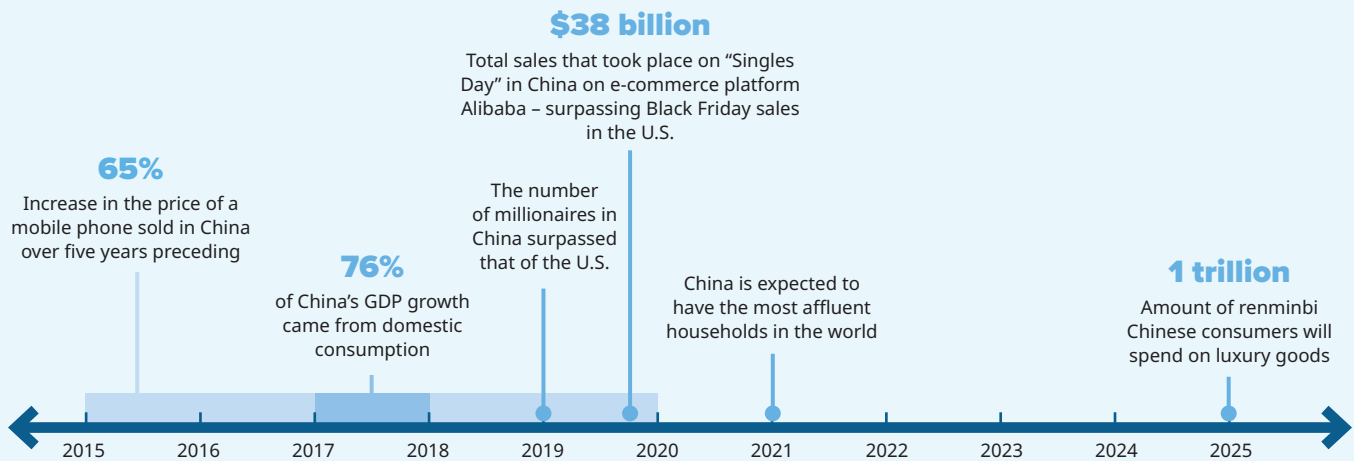 $38 billion
Total sales that took place on “Singles
Day” in China on e-commerce platform
Alibaba – surpassing Black Friday sales
in the U.S.
65%
Increase in the price of a
mobile phone sold in China
over five years preceding
76%
of China’s GDP growth
came from domestic
consumption
The number
of millionaires in
China surpassed
that of the U.S.
China is expected to
have the most affluent
households in the world
1 trillion
Amount of renminbi
Chinese consumers will
spend on luxury goods
2015 2016 2017 2018 2019 2020 2021 2022 2023 2024 2025